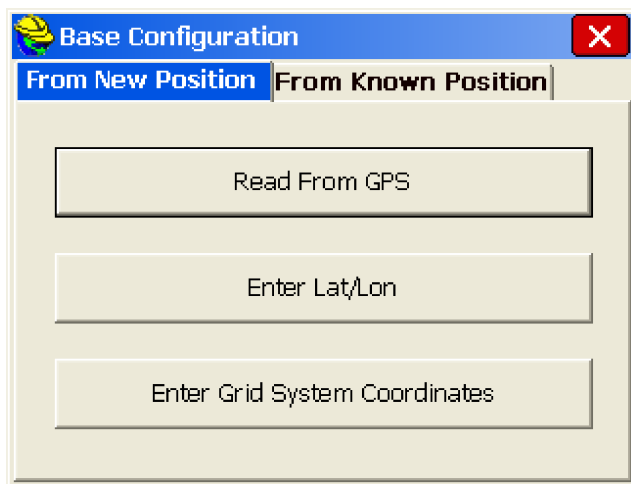 Base Configuration
From New Position From Known Position
Read From GPS
Enter Lat/Lon
Enter Grid System Coordinates